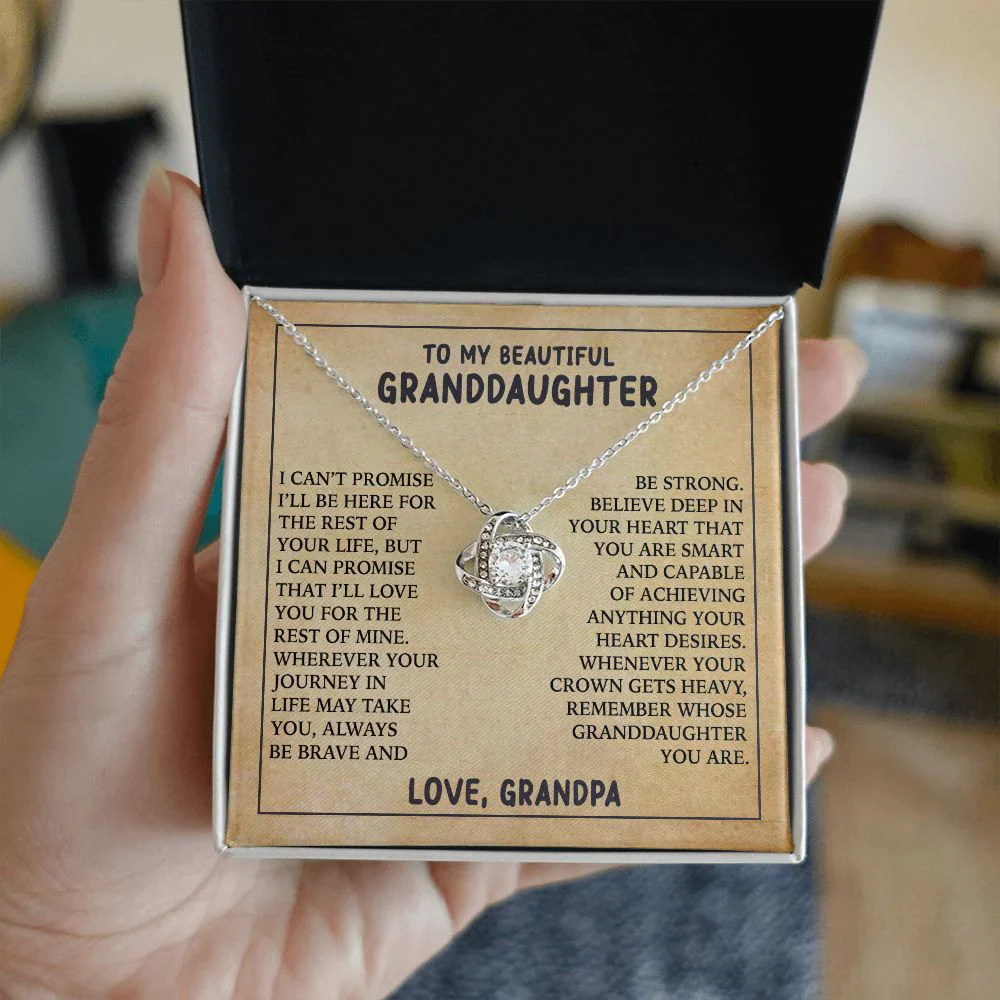 TO MY BEAUTIFUL
GRANDDAUGHTER
I CAN'T PROMISE
I'LL BE HERE FOR
THE REST OF
YOUR LIFE, BUT
I CAN PROMISE
THAT I'LL LOVE
YOU FOR THE
REST OF MINE.
WHEREVER YOUR
JOURNEY IN
LIFE MAY TAKE
YOU, ALWAYS
BE BRAVE AND
BE STRONG.
BELIEVE DEEP IN
YOUR HEART THAT
YOU ARE SMART
AND CAPABLE
OF ACHIEVING
ANYTHING YOUR
HEART DESIRES.
WHENEVER YOUR
CROWN GETS HEAVY,
REMEMBER WHOSE
GRANDDAUGHTER
YOU ARE.
LOVE, GRANDPA